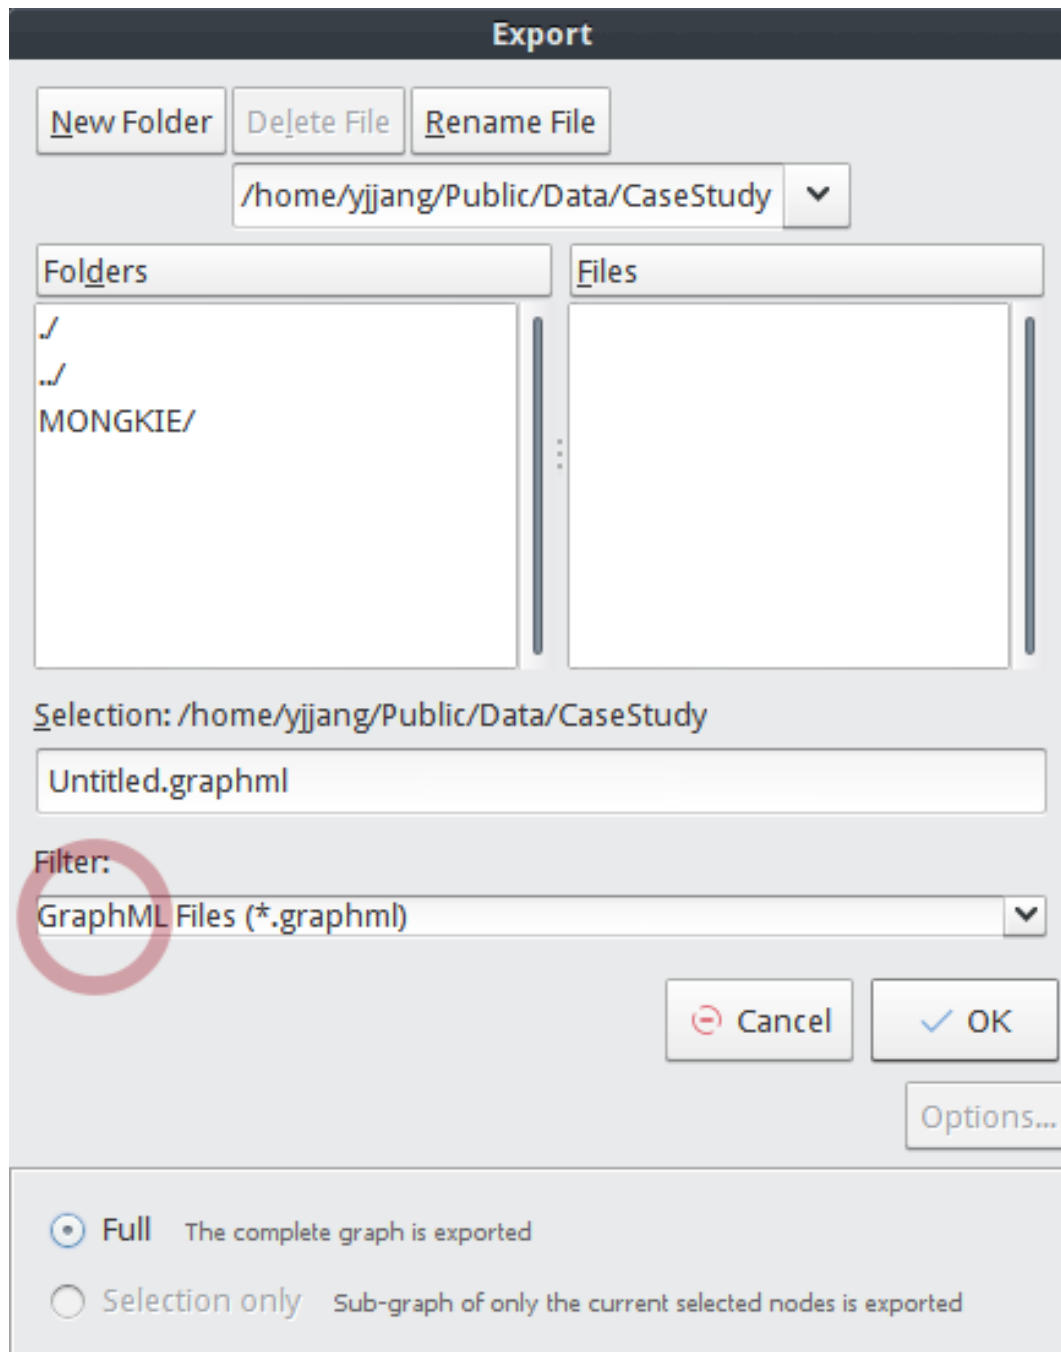 Export
New Folder Delete File Rename File
/home/yjjang/Public/Data/CaseStudy
Folders Files
./
../
MONGKIE/
Selection: /home/yjjang/Public/Data/CaseStudy
Untitled.graphml
Filter:
GraphML Files (*.graphml)
Cancel OK
Options...
Full The complete graph is exported
Selection only Sub-graph of only the current selected nodes is exported